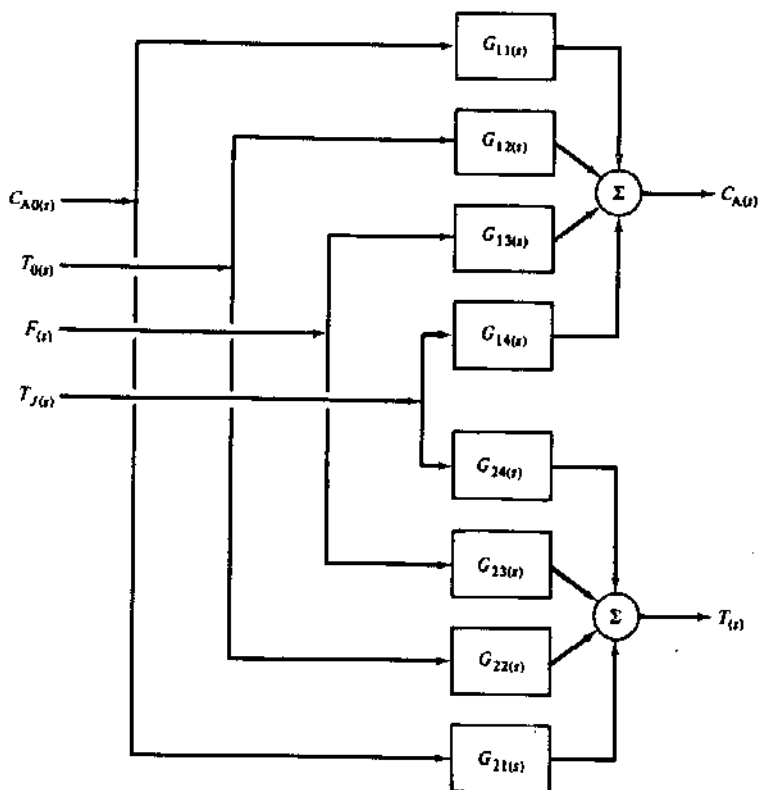 G11(s)
G12(s)
CA0(s)
Σ
CA(s)
G13(s)
T0(s)
F(s)
G14(s)
TJ(s)
G24(s)
G23(s)
Σ
T(s)
G22(s)
G21(s)